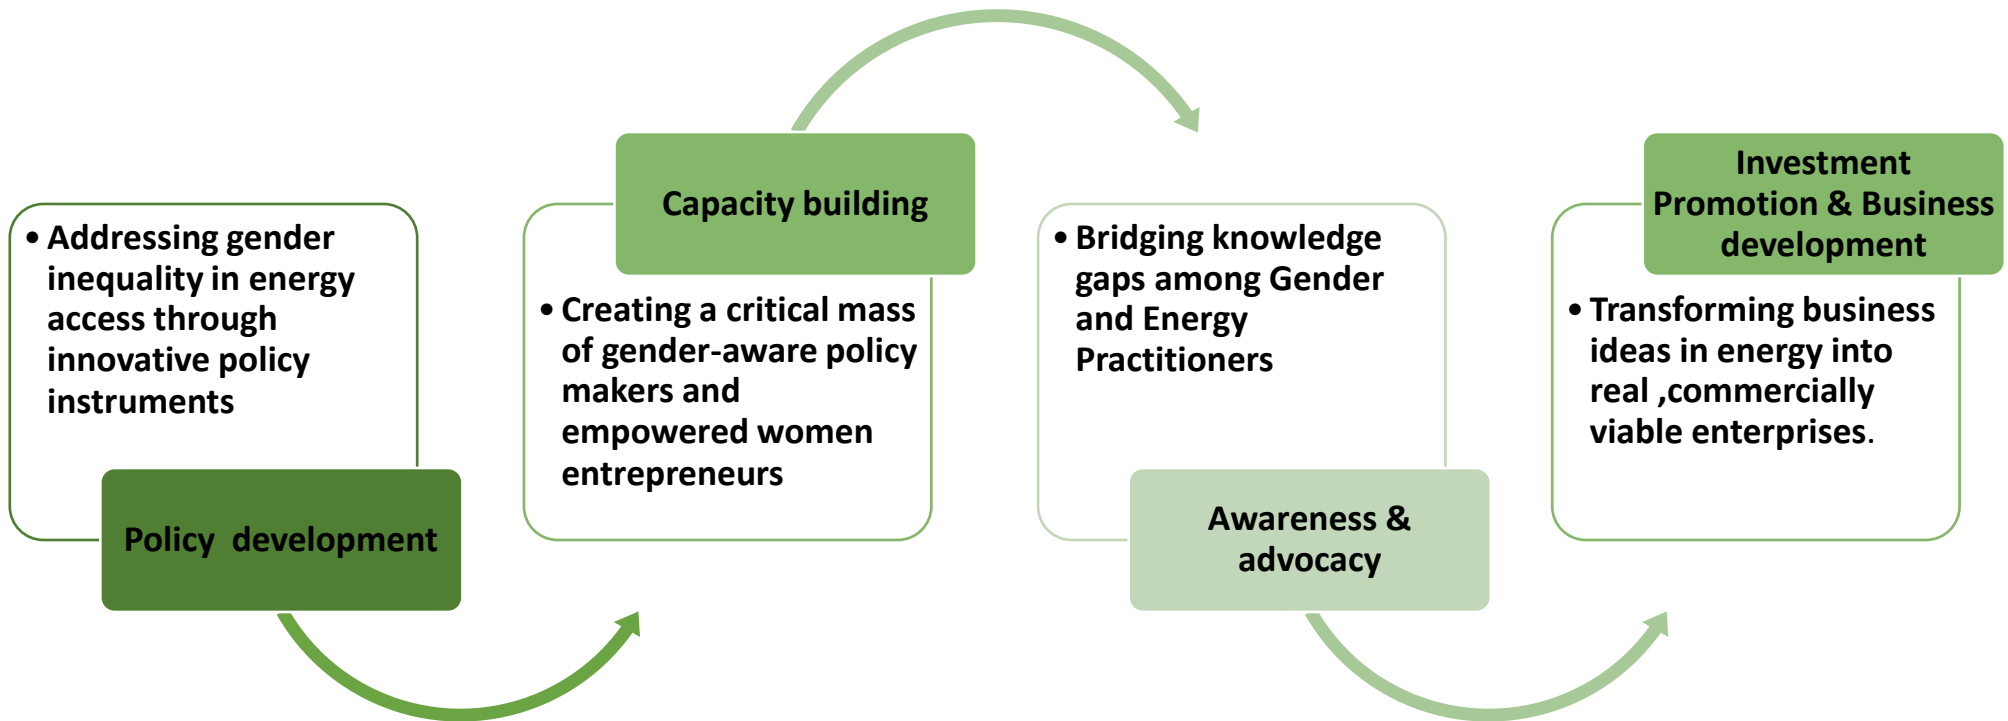 • Addressing gender
inequality in energy
access through
innovative policy
instruments
Policy  development
Capacity building
• Creating a critical mass
of gender-aware policy
makers and
empowered women
entrepreneurs
• Bridging knowledge
gaps among Gender
and Energy
Practitioners
Awareness &
advocacy
Investment
Promotion & Business
development
• Transforming business
ideas in energy into
real ,commercially
viable enterprises.